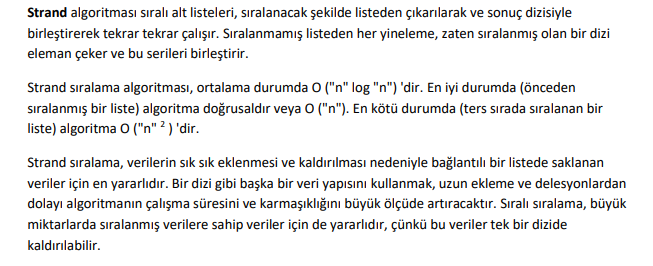 Strand algoritması sıralı alt listeleri, sıralanacak şekilde listeden çıkarılarak ve sonuç dizisiyle
birleştirerek tekrar tekrar çalışır. Sıralanmamış listeden her yineleme, zaten sıralanmış olan bir dizi
eleman çeker ve bu serileri birleştirir.
Strand sıralama algoritması, ortalama durumda O ("n" log "n") 'dir. En iyi durumda (önceden
sıralanmış bir liste) algoritma doğrusaldır veya O ("n"). En kötü durumda (ters sırada sıralanan bir
liste) algoritma O ("n" ² ) 'dir.
Strand sıralama, verilerin sık sık eklenmesi ve kaldırılması nedeniyle bağlantılı bir listede saklanan
veriler için en yararlıdır. Bir dizi gibi başka bir veri yapısını kullanmak, uzun ekleme ve delesyonlardan
dolayı algoritmanın çalışma süresini ve karmaşıklığını büyük ölçüde artıracaktır. Sıralı sıralama, büyük
miktarlarda sıralanmış verilere sahip veriler için de yararlıdır, çünkü bu veriler tek bir dizide
kaldırılabilir.